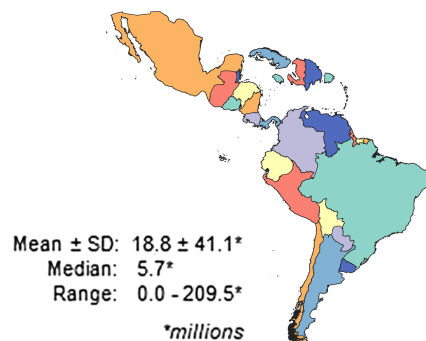 Mean ± SD: 18.8 ± 41.1*
Median: 5.7*
Range: 0.0 - 209.5*
*millions